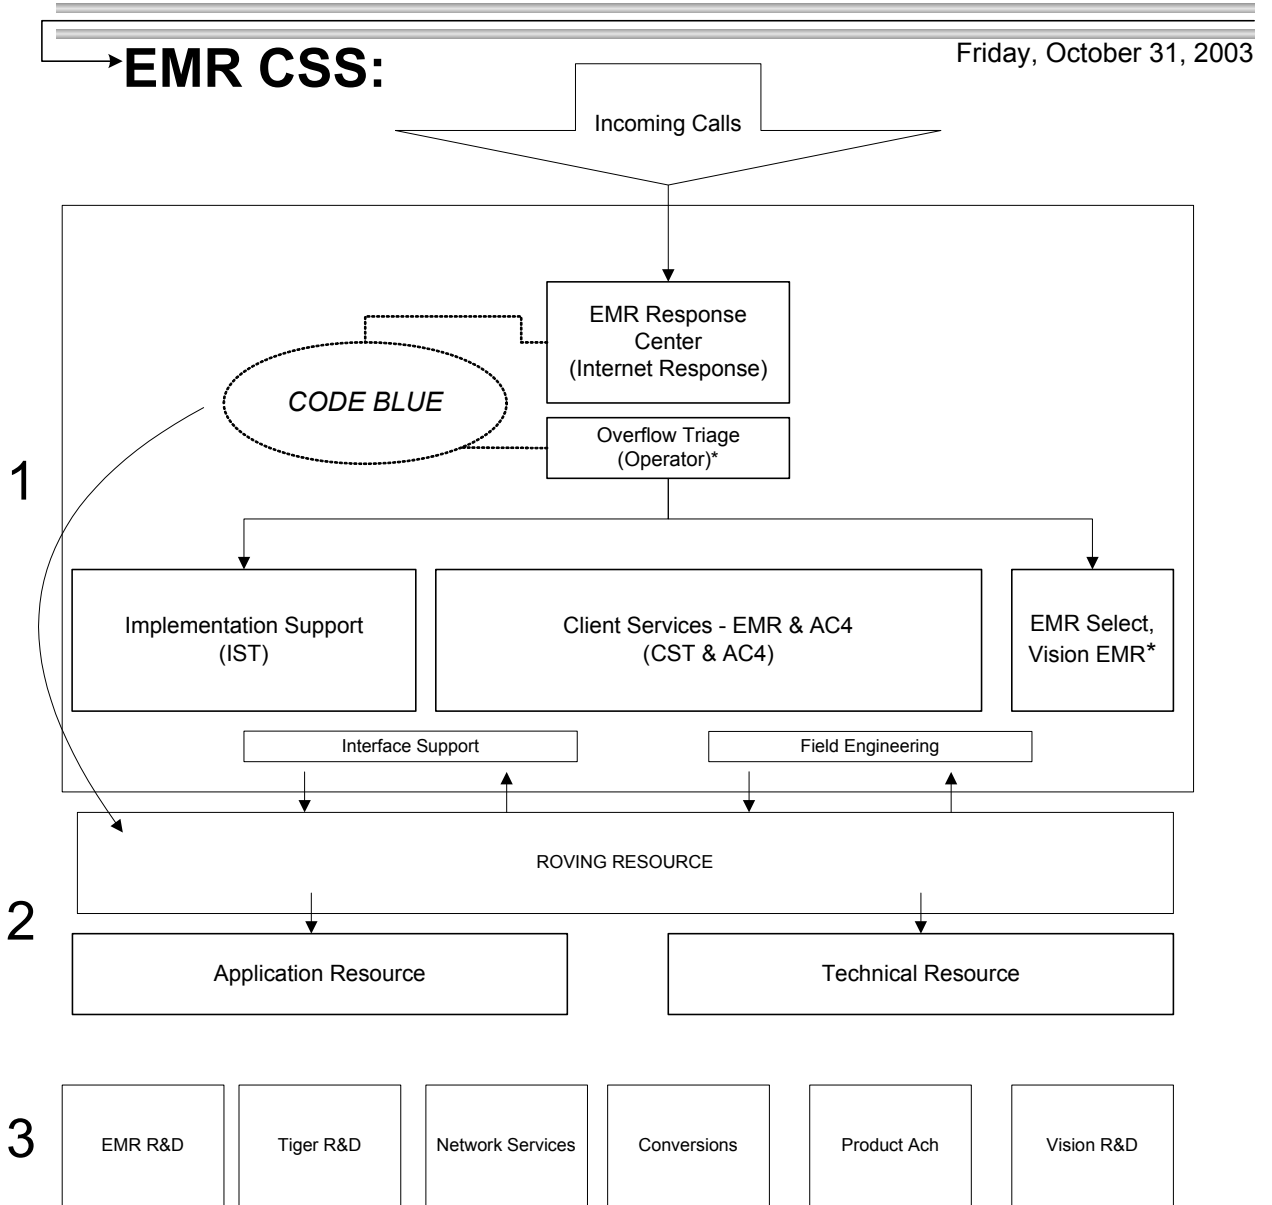 EMR CSS:
Friday, October 31, 2003
Incoming Calls
EMR Response
Center
(Internet Response)
CODE BLUE
Overflow Triage
(Operator)*
1
Implementation Support
(IST)
Client Services - EMR & AC4
(CST & AC4)
EMR Select,
Vision EMR*
Interface Support
Field Engineering
ROVING RESOURCE
2
Application Resource
Technical Resource
3
EMR R&D
Tiger R&D
Network Services
Conversions
Product Ach
Vision R&D